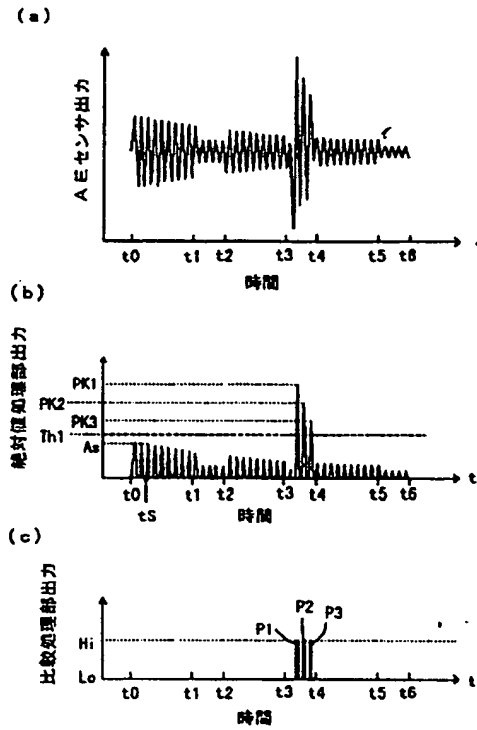 (a)
AEセンサ出力
t0 t1 t2 t3 t4 t5 t6
時間
(b)
絶対値処理部出力
PK1
PK2
PK3
Th1
As
t0 t1 t2 t3 t4 t5 t6 t
tS
時間
(c)
比較処理部出力
P1 P2 P3
Hi
Lo
t0 t1 t2 t3 t4 t5 t6 t
時間